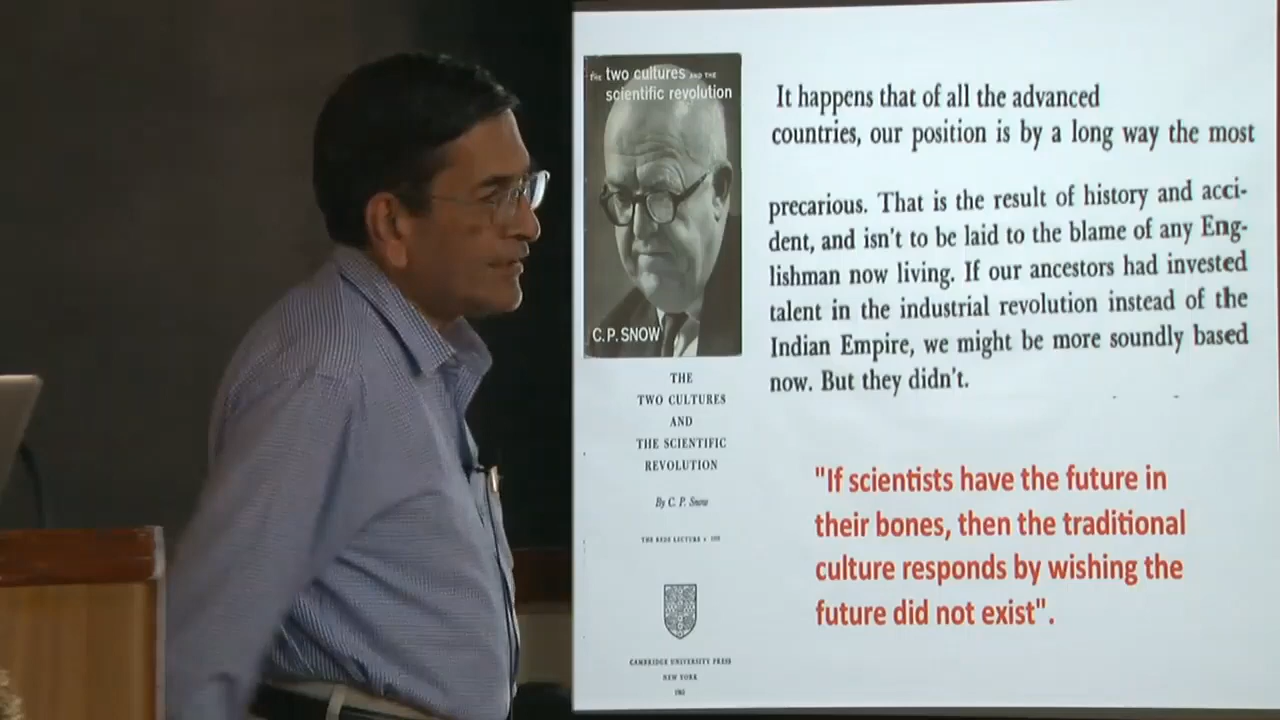 THE two cultures AND THE
scientific revolution
C.P. SNOW
THE
TWO CULTURES
AND
THE SCIENTIFIC
REVOLUTION
By C. P. Snow
THE REDE LECTURE
CAMBRIDGE UNIVERSITY PRESS
NEW YORK
It happens that of all the advanced
countries, our position is by a long way the most
precarious. That is the result of history and acci-
dent, and isn't to be laid to the blame of any Eng-
lishman now living. If our ancestors had invested
talent in the industrial revolution instead of the
Indian Empire, we might be more soundly based
now. But they didn't.
"If scientists have the future in
their bones, then the traditional
culture responds by wishing the
future did not exist".